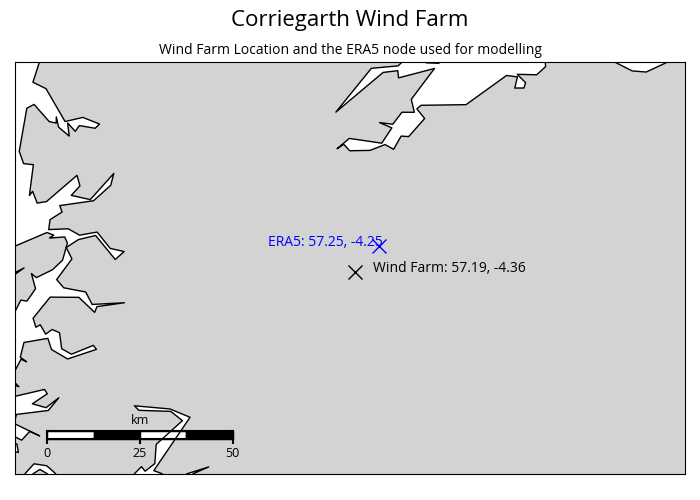 Corriegarth Wind Farm
Wind Farm Location and the ERA5 node used for modelling
ERA5: 57.25, -4.25
Wind Farm: 57.19, -4.36
km
0 25 50